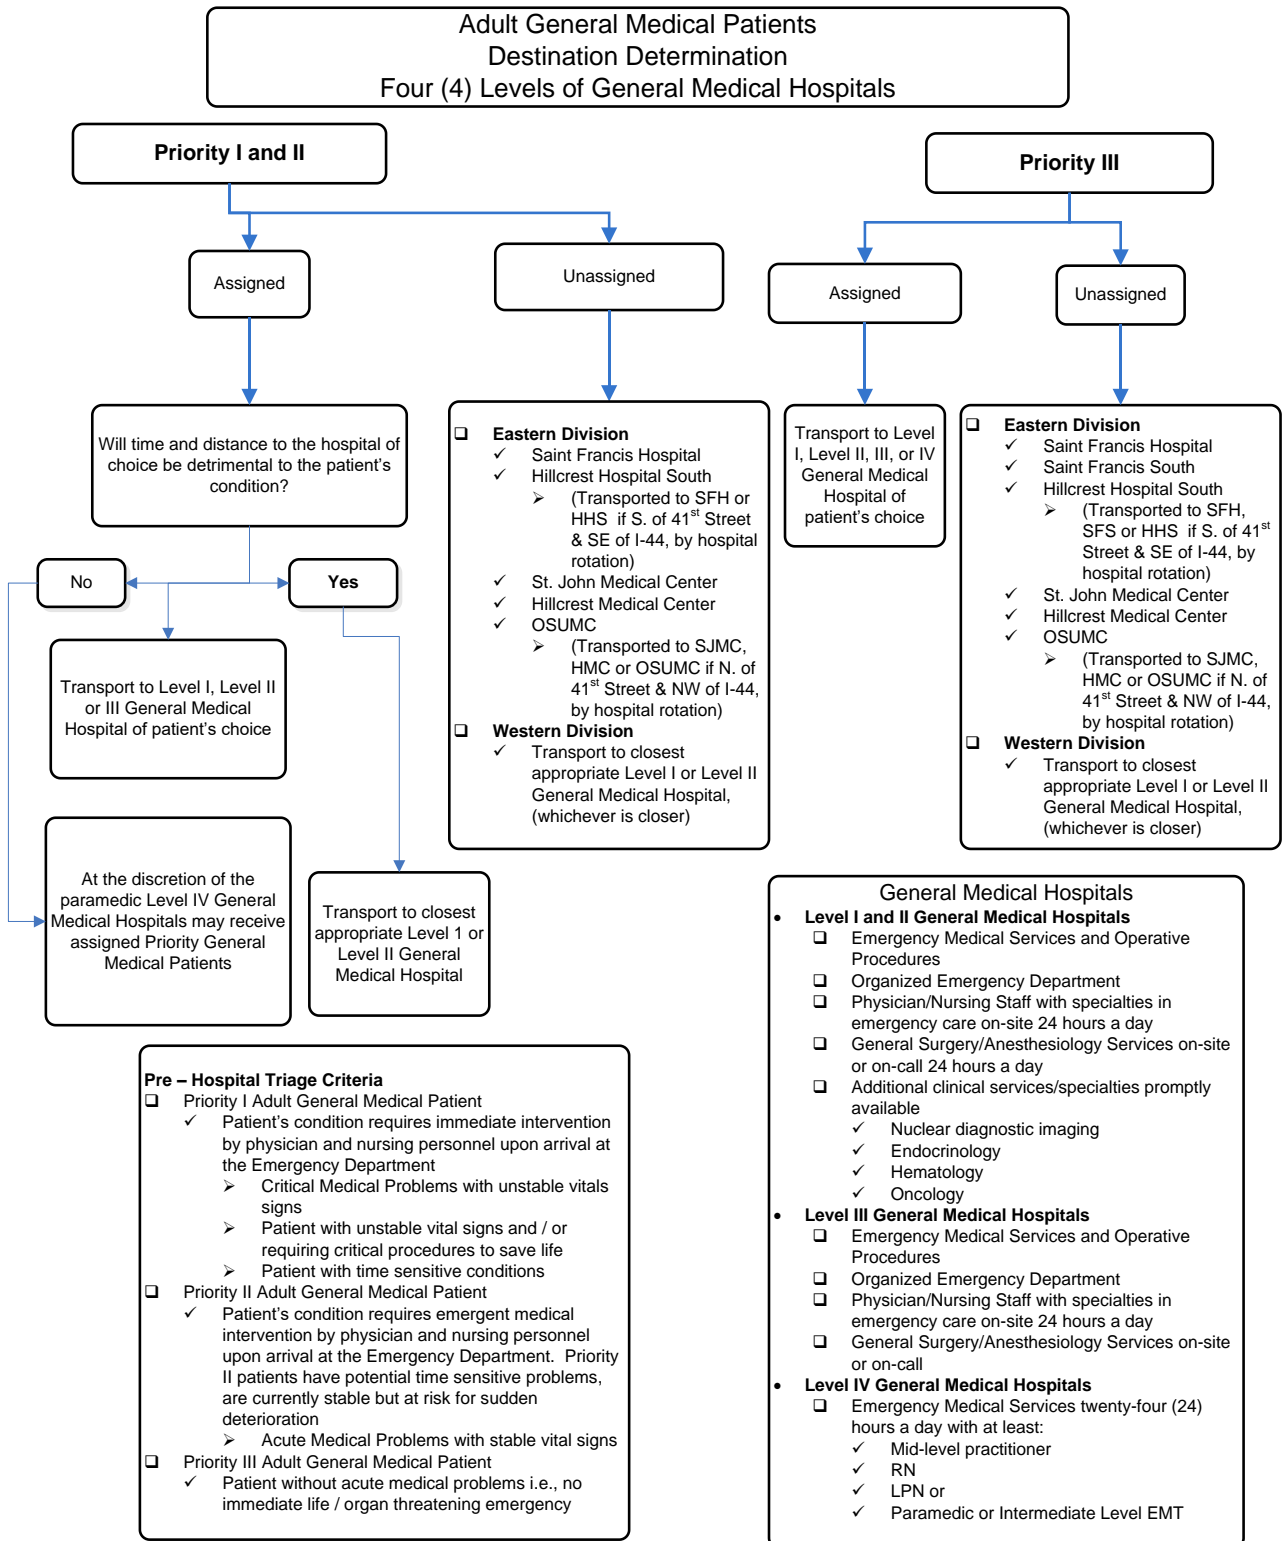 Adult General Medical Patients
Destination Determination
Four (4) Levels of General Medical Hospitals
Priority I and II
Priority III
Assigned
Unassigned
Assigned
Unassigned
Will time and distance to the hospital of
choice be detrimental to the patient's
condition?
No
Yes
Transport to Level I, Level II
or III General Medical
Hospital of patient's choice
At the discretion of the
paramedic Level IV General
Medical Hospitals may receive
assigned Priority General
Medical Patients
Transport to closest
appropriate Level 1 or
Level II General
Medical Hospital
❑ Eastern Division
✓ Saint Francis Hospital
✓ Hillcrest Hospital South
➢ (Transported to SFH or
HHS if S. of 41st Street
& SE of I-44, by hospital
rotation)
✓ St. John Medical Center
✓ Hillcrest Medical Center
✓ OSUMC
➢ (Transported to SJMC,
HMC or OSUMC if N. of
41st Street & NW of I-44,
by hospital rotation)
❑ Western Division
✓ Transport to closest
appropriate Level I or Level II
General Medical Hospital,
(whichever is closer)
Transport to Level
I, Level II, III, or IV
General Medical
Hospital of
patient's choice
❑ Eastern Division
✓ Saint Francis Hospital
✓ Saint Francis South
✓ Hillcrest Hospital South
➢ (Transported to SFH,
SFS or HHS if S. of 41st
Street & SE of I-44, by
hospital rotation)
✓ St. John Medical Center
✓ Hillcrest Medical Center
✓ OSUMC
➢ (Transported to SJMC,
HMC or OSUMC if N. of
41st Street & NW of I-44,
by hospital rotation)
❑ Western Division
✓ Transport to closest
appropriate Level I or Level II
General Medical Hospital,
(whichever is closer)
Pre – Hospital Triage Criteria
❑ Priority I Adult General Medical Patient
✓ Patient's condition requires immediate intervention
by physician and nursing personnel upon arrival at
the Emergency Department
➢ Critical Medical Problems with unstable vitals
signs
➢ Patient with unstable vital signs and / or
requiring critical procedures to save life
➢ Patient with time sensitive conditions
❑ Priority II Adult General Medical Patient
✓ Patient's condition requires emergent medical
intervention by physician and nursing personnel
upon arrival at the Emergency Department. Priority
II patients have potential time sensitive problems,
are currently stable but at risk for sudden
deterioration
➢ Acute Medical Problems with stable vital signs
❑ Priority III Adult General Medical Patient
✓ Patient without acute medical problems i.e., no
immediate life / organ threatening emergency
General Medical Hospitals
• Level I and II General Medical Hospitals
❑ Emergency Medical Services and Operative
Procedures
❑ Organized Emergency Department
❑ Physician/Nursing Staff with specialties in
emergency care on-site 24 hours a day
❑ General Surgery/Anesthesiology Services on-site
or on-call 24 hours a day
❑ Additional clinical services/specialties promptly
available
✓ Nuclear diagnostic imaging
✓ Endocrinology
✓ Hematology
✓ Oncology
• Level III General Medical Hospitals
❑ Emergency Medical Services and Operative
Procedures
❑ Organized Emergency Department
❑ Physician/Nursing Staff with specialties in
emergency care on-site 24 hours a day
❑ General Surgery/Anesthesiology Services on-site
or on-call
• Level IV General Medical Hospitals
❑ Emergency Medical Services twenty-four (24)
hours a day with at least:
✓ Mid-level practitioner
✓ RN
✓ LPN or
✓ Paramedic or Intermediate Level EMT